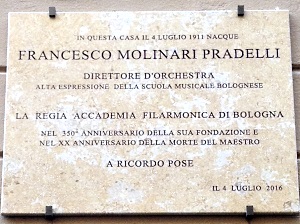 IN QUESTA CASA IL 4 LUGLIO 1911 NACQUE
FRANCESCO MOLINARI PRADELLI
DIRETTORE D'ORCHESTRA
ALTA ESPRESSIONE DELLA SCUOLA MUSICALE BOLOGNESE
LA REGIA ACCADEMIA FILARMONICA DI BOLOGNA
NEL 350° ANNIVERSARIO DELLA SUA FONDAZIONE E
NEL XX ANNIVERSARIO DELLA MORTE DEL MAESTRO
A RICORDO POSE
IL 4 LUGLIO 2016